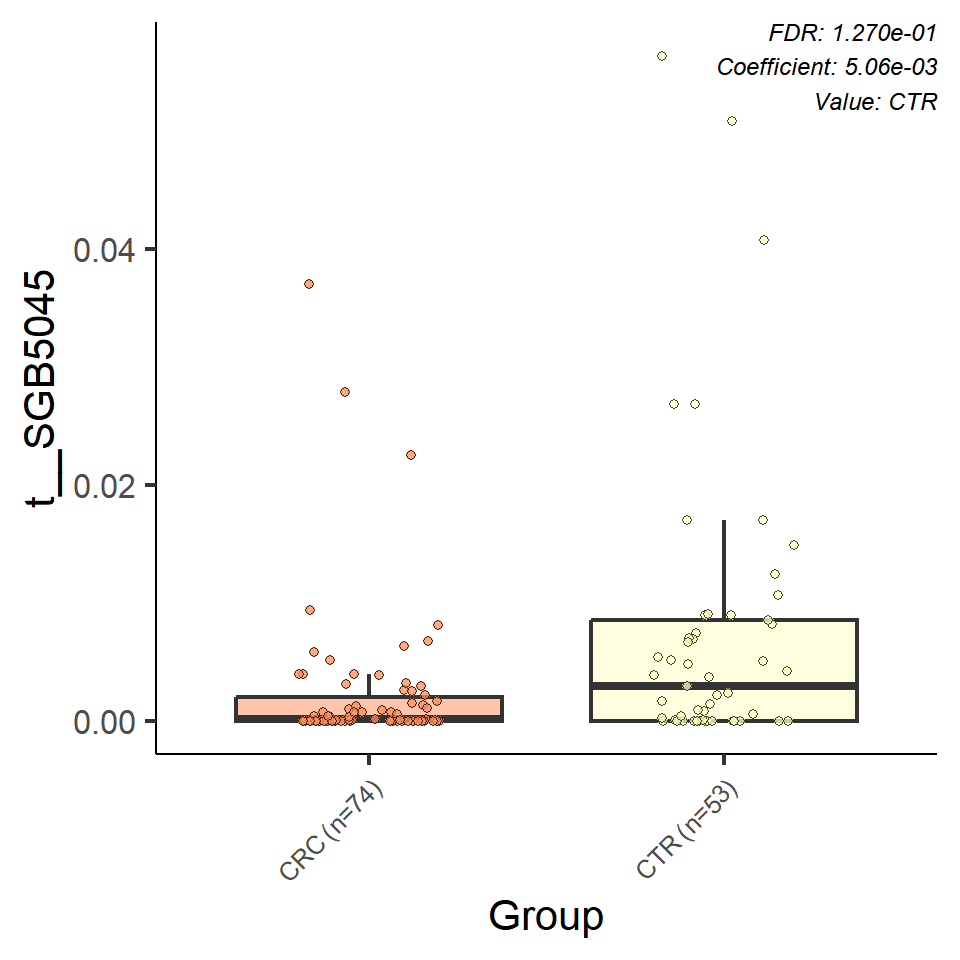 FDR: 1.270e-01
Coefficient: 5.06e-03
Value: CTR
t__SGB5045
0.04
0.02
0.00
CRC (n=74)
CTR (n=53)
Group